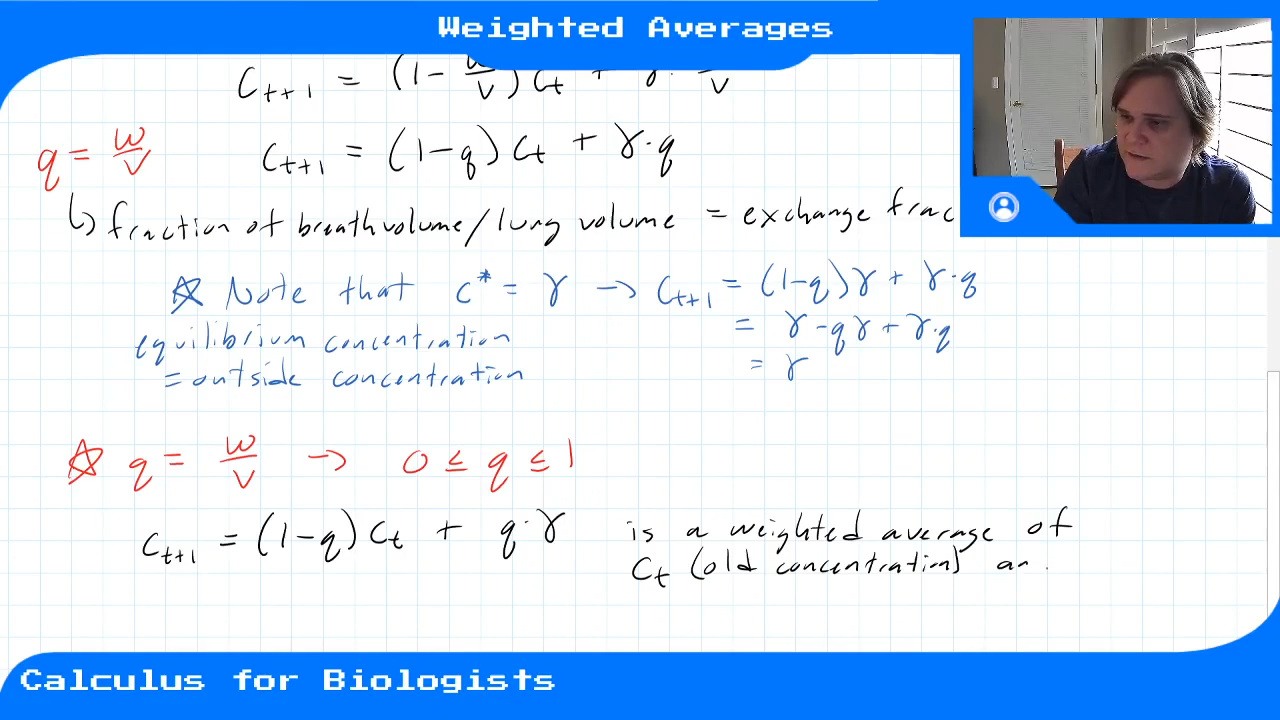 Weighted Averages
C_{t+1} = (1 - w/v) C_t + γ · /v
q = w/v    C_{t+1} = (1-q) C_t + γ·q
↳ fraction of breath volume/lung volume = exchange frac
☆ Note that c* = γ → C_{t+1} = (1-q)γ + γ·q
equilibrium concentration    = γ - qγ + γ·q
= outside concentration    = γ
☆ q = w/v → 0 ≤ q ≤ 1
C_{t+1} = (1-q) C_t + q·γ    is a weighted average of
C_t (old concentration) an
Calculus for Biologists